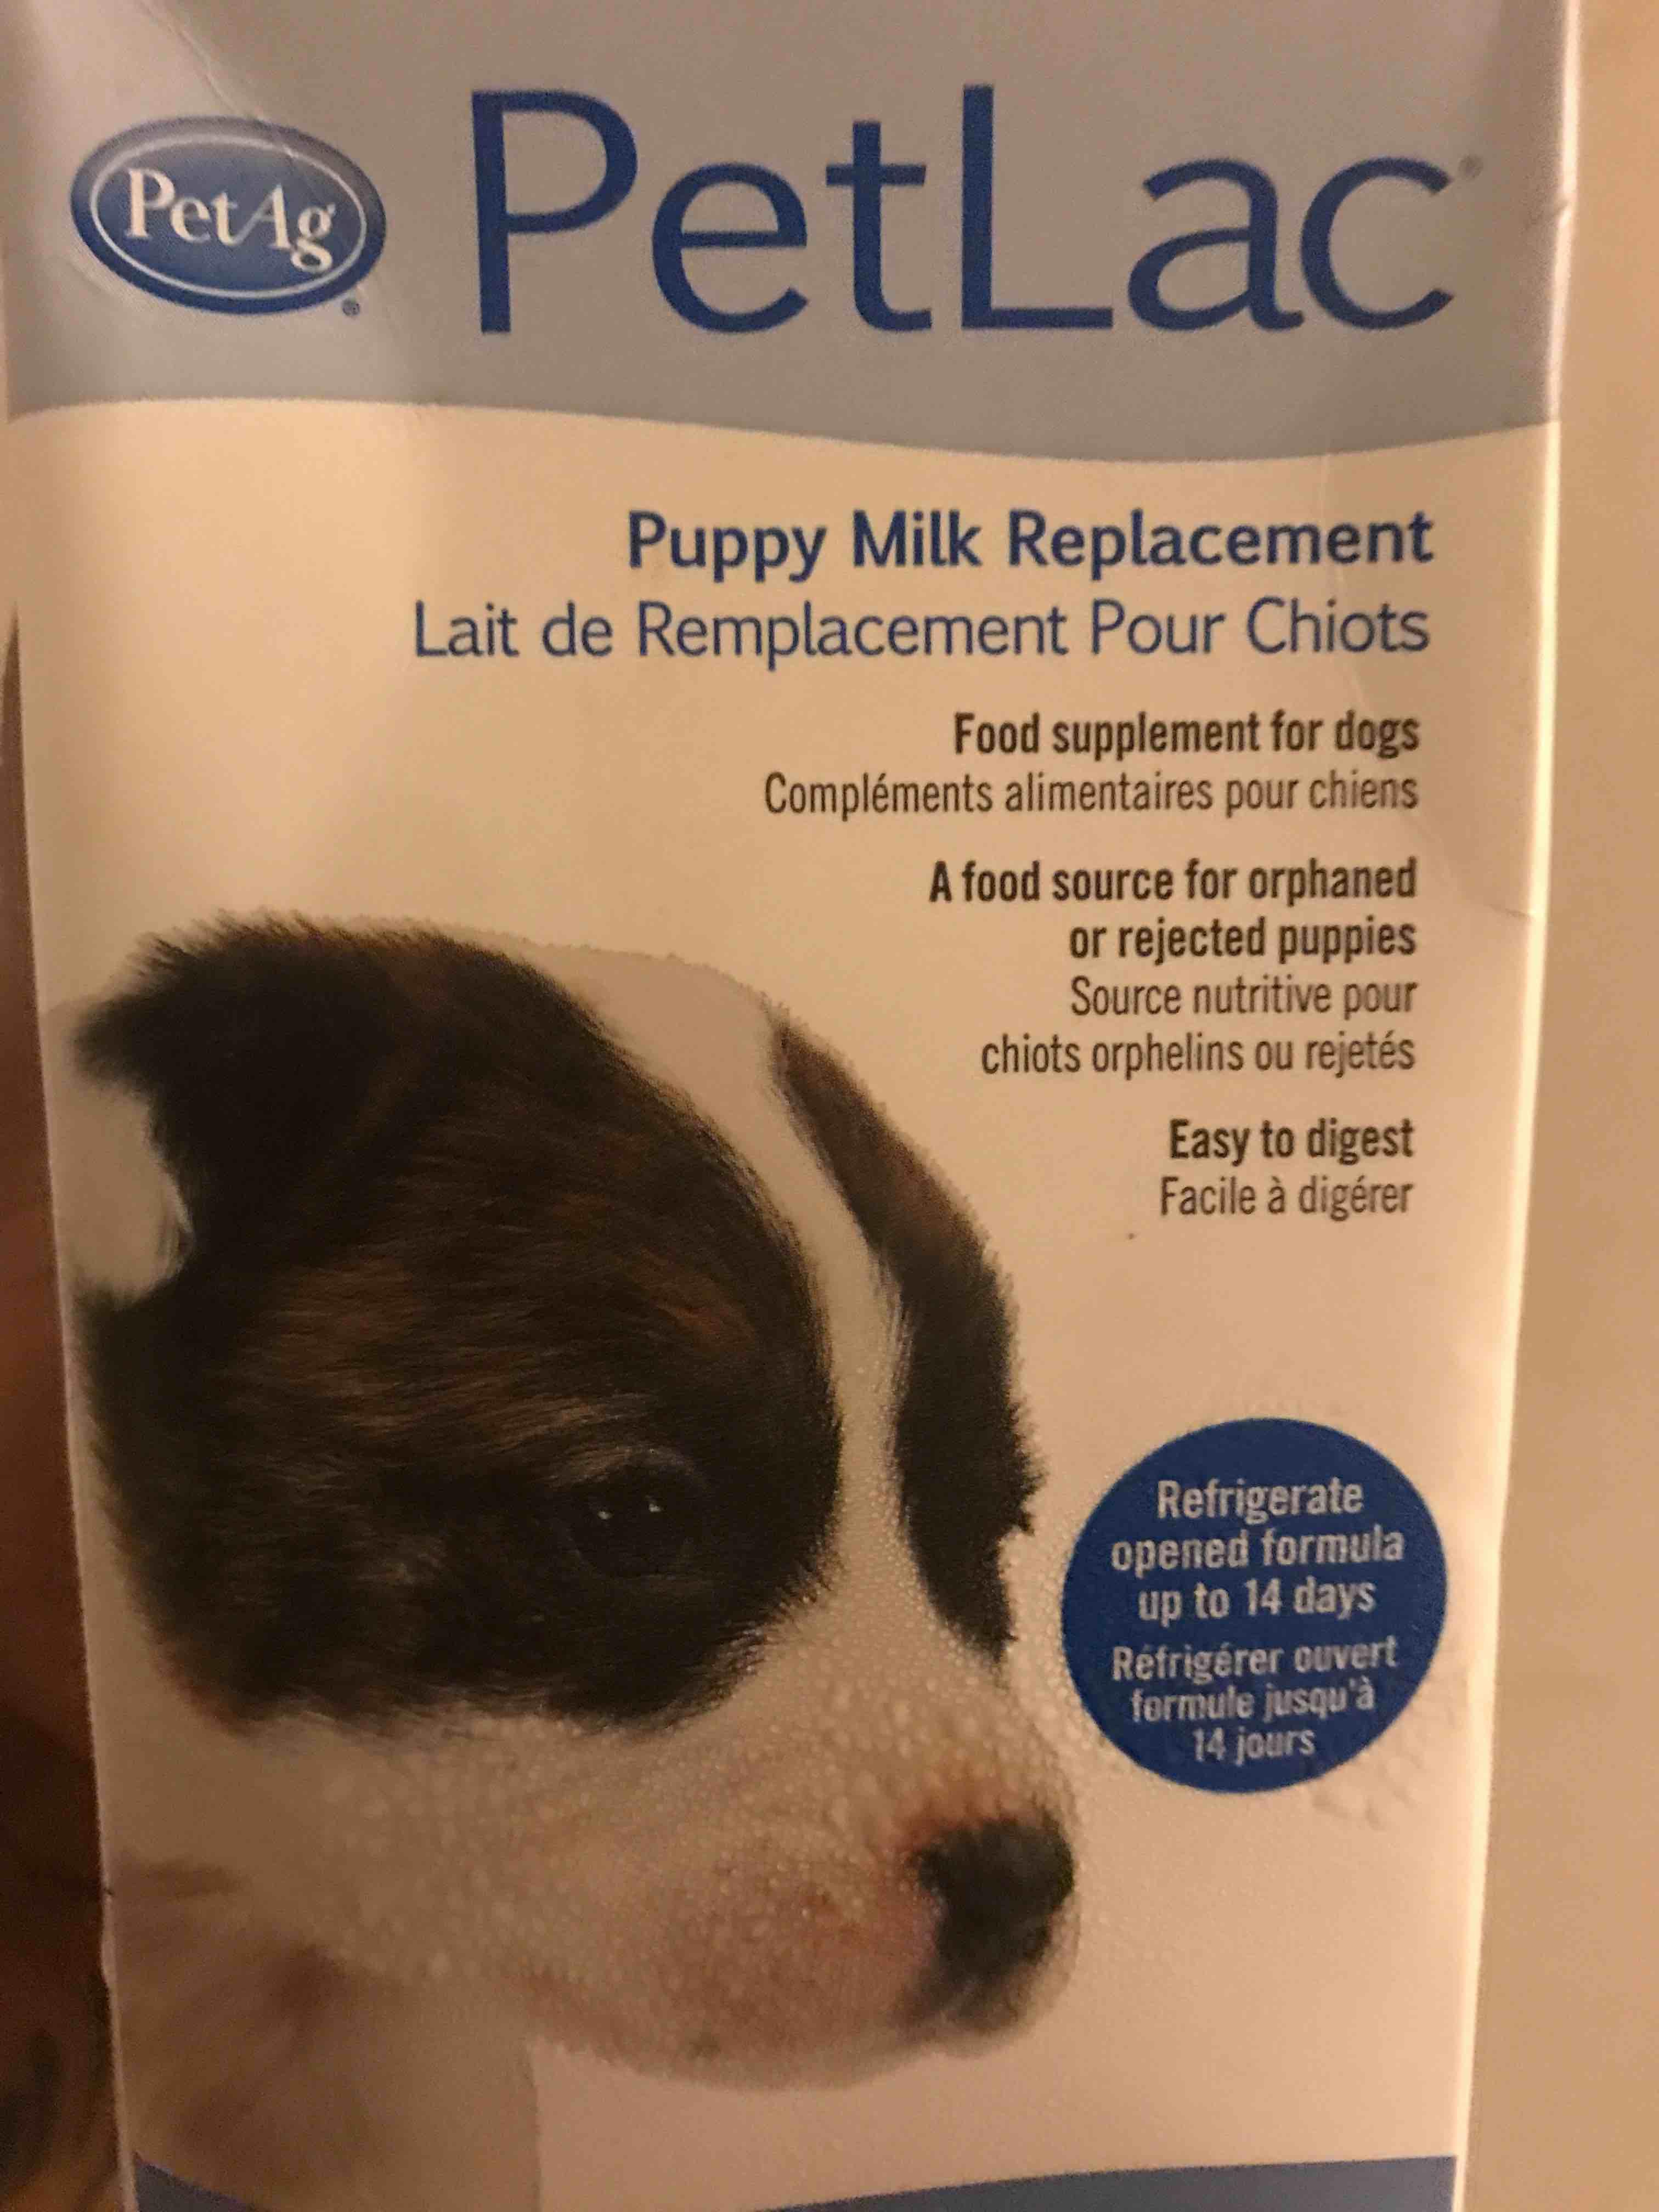 PetAg®
PetLac®
Puppy Milk Replacement
Lait de Remplacement Pour Chiots
Food supplement for dogs
Compléments alimentaires pour chiens
A food source for orphaned
or rejected puppies
Source nutritive pour
chiots orphelins ou rejetés
Easy to digest
Facile à digérer
Refrigerate
opened formula
up to 14 days
Réfrigérer ouvert
formule jusqu'à
14 jours